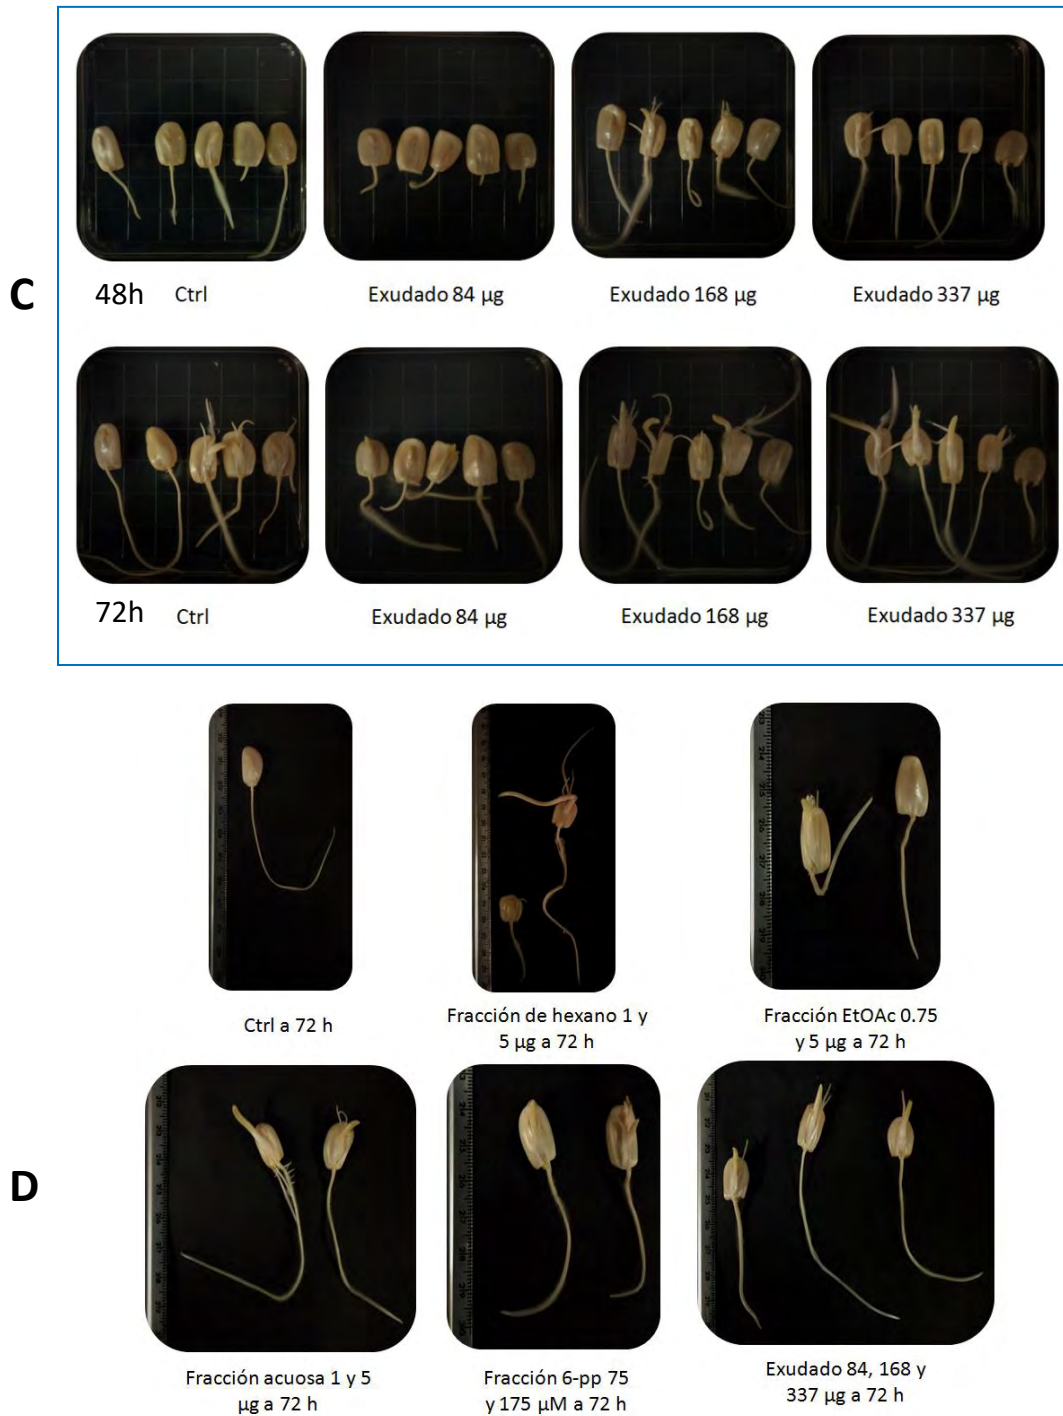 C
48h Ctrl Exudado 84 µg Exudado 168 µg Exudado 337 µg
72h Ctrl Exudado 84 µg Exudado 168 µg Exudado 337 µg
D
Ctrl a 72 h
Fracción de hexano 1 y
5 µg a 72 h
Fracción EtOAc 0.75
y 5 µg a 72 h
Fracción acuosa 1 y 5
µg a 72 h
Fracción 6-pp 75
y 175 µM a 72 h
Exudado 84, 168 y
337 µg a 72 h